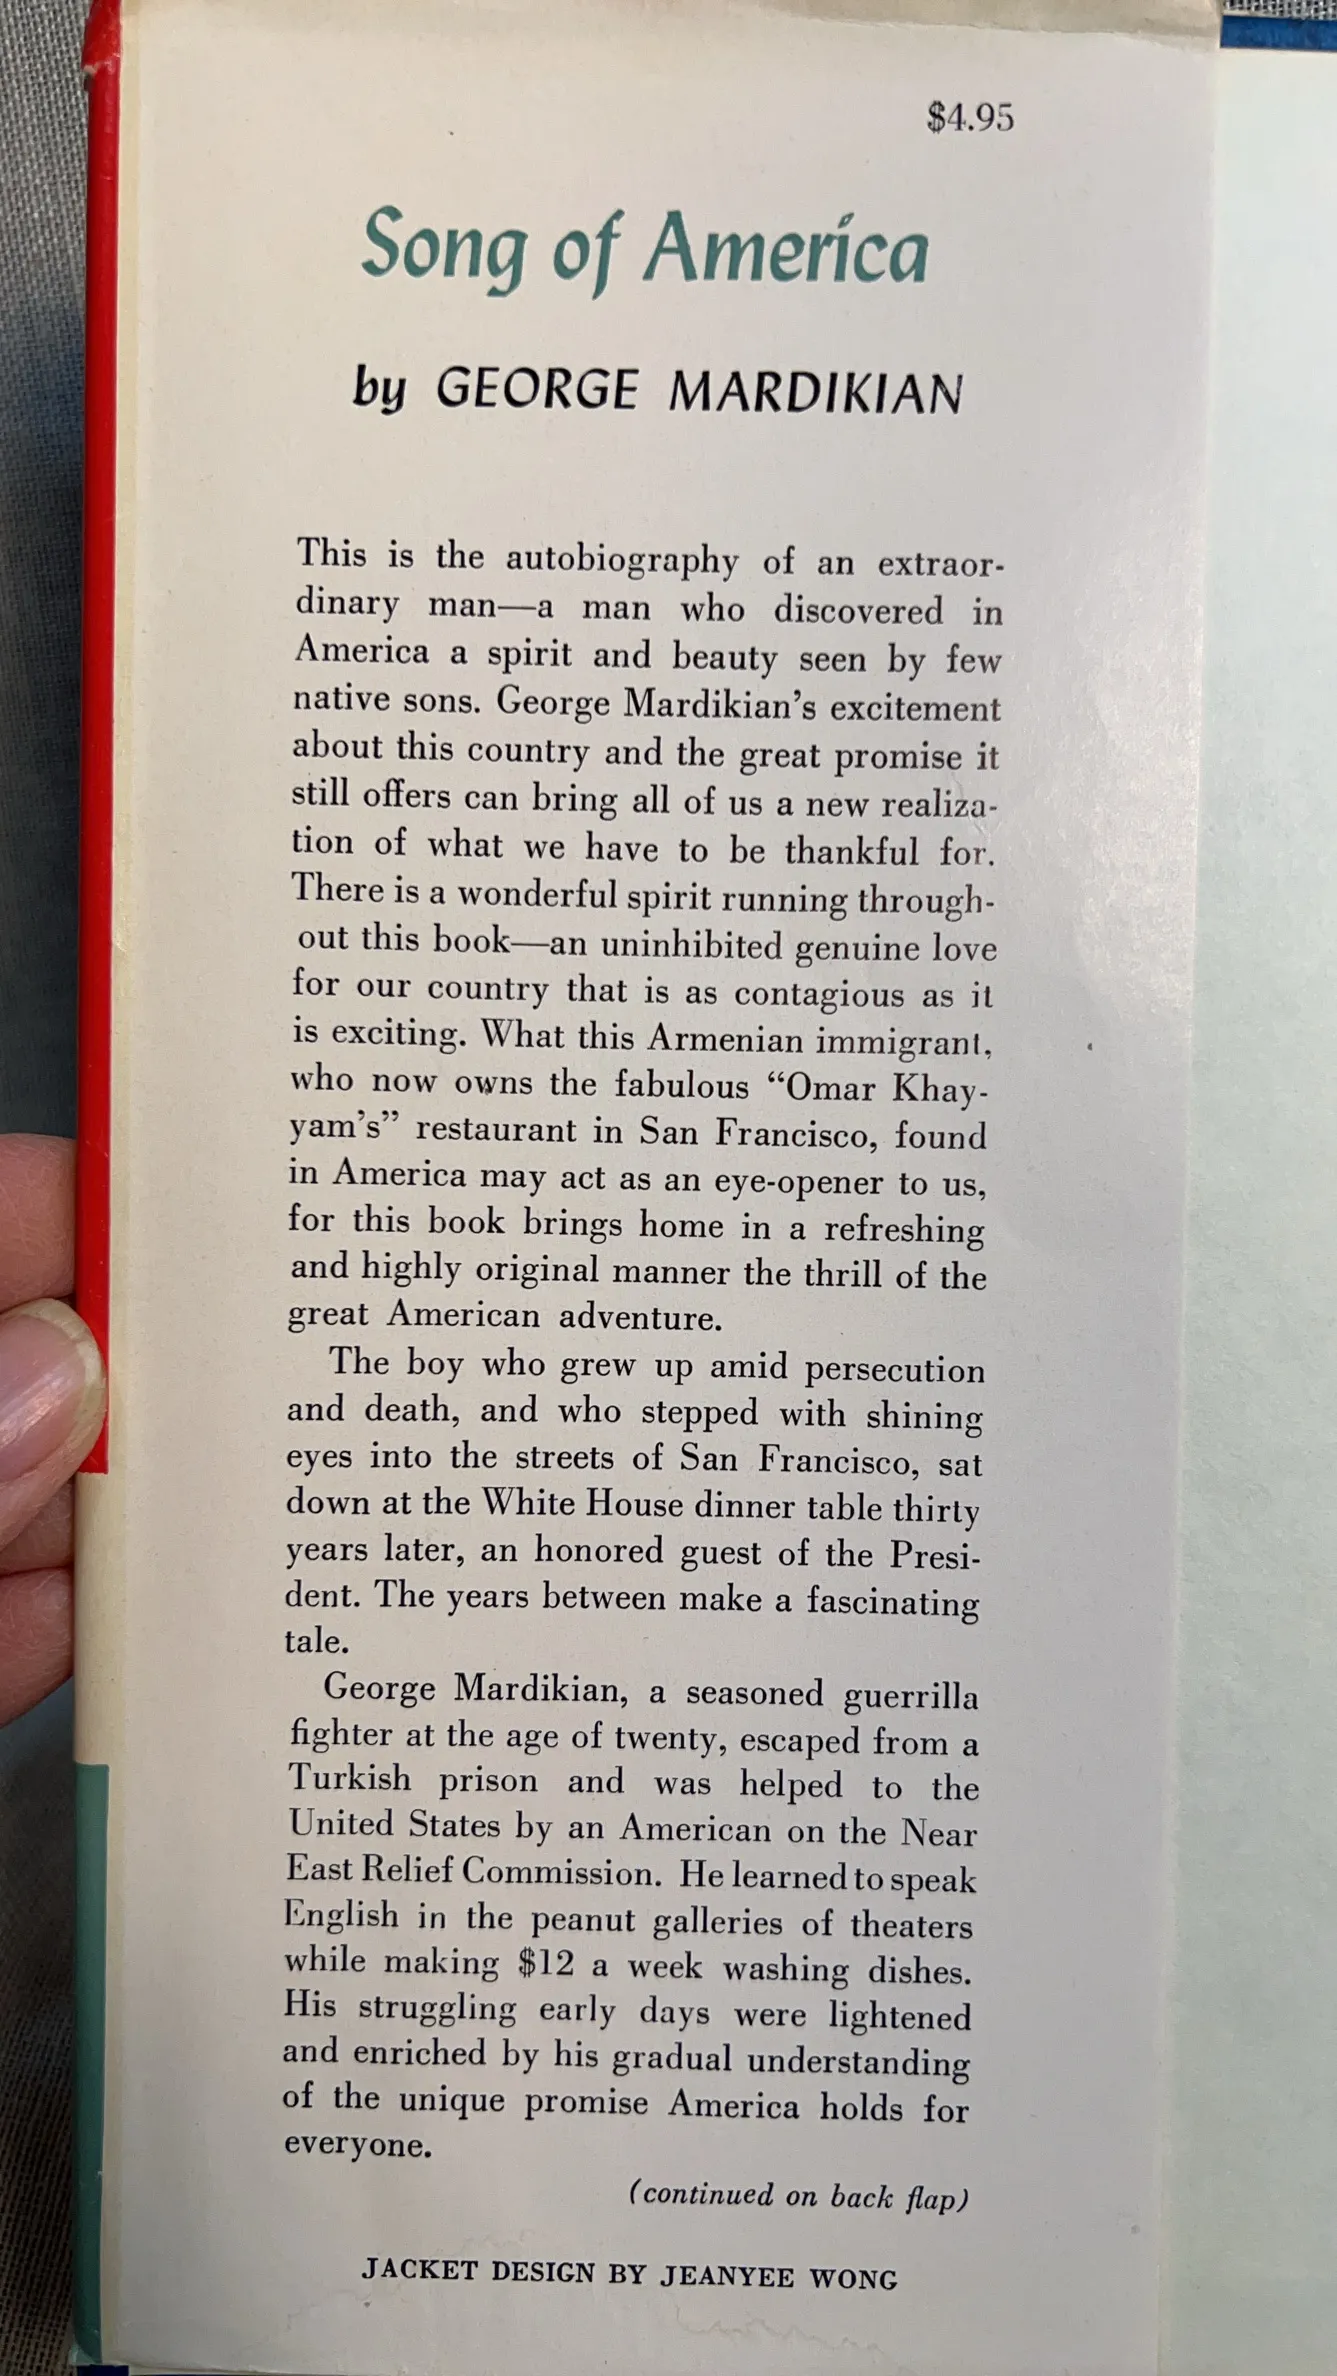 $4.95
Song of America
by GEORGE MARDIKIAN
This is the autobiography of an extraor-
dinary man—a man who discovered in
America a spirit and beauty seen by few
native sons. George Mardikian's excitement
about this country and the great promise it
still offers can bring all of us a new realiza-
tion of what we have to be thankful for.
There is a wonderful spirit running through-
out this book—an uninhibited genuine love
for our country that is as contagious as it
is exciting. What this Armenian immigrant,
who now owns the fabulous “Omar Khay-
yam's” restaurant in San Francisco, found
in America may act as an eye-opener to us,
for this book brings home in a refreshing
and highly original manner the thrill of the
great American adventure.
The boy who grew up amid persecution
and death, and who stepped with shining
eyes into the streets of San Francisco, sat
down at the White House dinner table thirty
years later, an honored guest of the Presi-
dent. The years between make a fascinating
tale.
George Mardikian, a seasoned guerrilla
fighter at the age of twenty, escaped from a
Turkish prison and was helped to the
United States by an American on the Near
East Relief Commission. He learned to speak
English in the peanut galleries of theaters
while making $12 a week washing dishes.
His struggling early days were lightened
and enriched by his gradual understanding
of the unique promise America holds for
everyone.
(continued on back flap)
JACKET DESIGN BY JEANYEE WONG